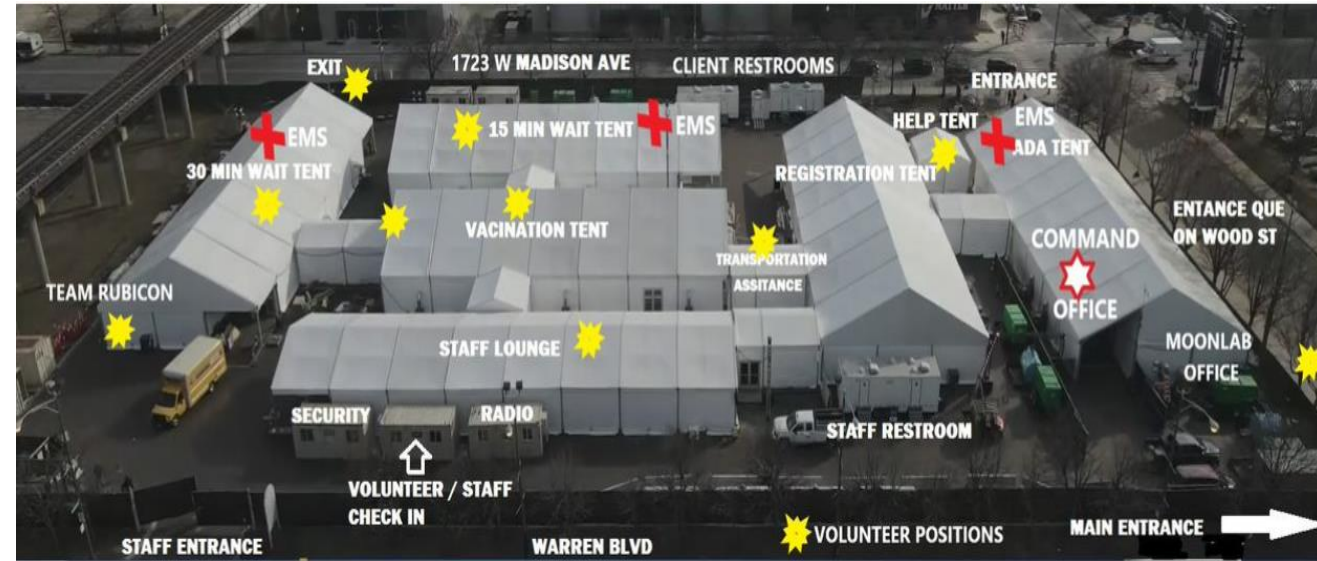 EXIT
1723 W MADISON AVE
CLIENT RESTROOMS
ENTRANCE
EMS
15 MIN WAIT TENT
EMS
HELP TENT
EMS
ADA TENT
30 MIN WAIT TENT
REGISTRATION TENT
VACINATION TENT
ENTANCE QUE
ON WOOD ST
COMMAND
OFFICE
TRANSPORTATION
ASSITANCE
TEAM RUBICON
STAFF LOUNGE
MOONLAB
OFFICE
SECURITY
RADIO
STAFF RESTROOM
VOLUNTEER / STAFF
CHECK IN
STAFF ENTRANCE
WARREN BLVD
VOLUNTEER POSITIONS
MAIN ENTRANCE